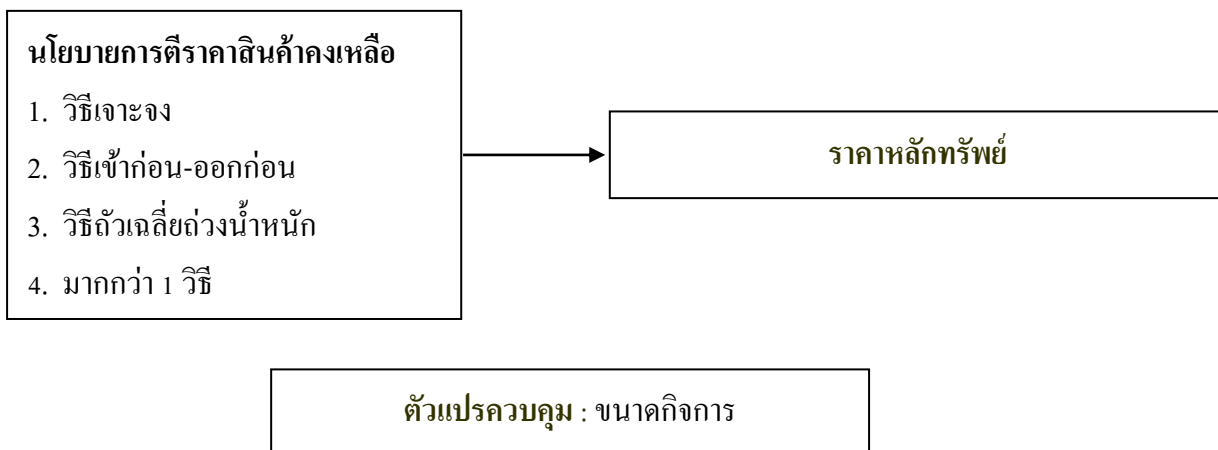 นโยบายการตีราคาสินค้าคงเหลือ
1. วิธีเจาะจง
2. วิธีเข้าก่อน-ออกก่อน
3. วิธีถัวเฉลี่ยถ่วงน้ำหนัก
4. มากกว่า 1 วิธี
ราคาหลักทรัพย์
ตัวแปรควบคุม : ขนาดกิจการ